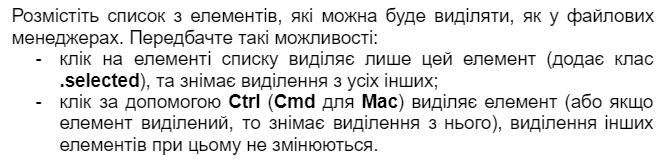 Розмістіть список з елементів, які можна буде виділяти, як у файлових
менеджерах. Передбачте такі можливості:
- клік на елементі списку виділяє лише цей елемент (додає клас
.selected), та знімає виділення з усіх інших;
- клік за допомогою Ctrl (Cmd для Mac) виділяє елемент (або якщо
елемент виділений, то знімає виділення з нього), виділення інших
елементів при цьому не змінюються.